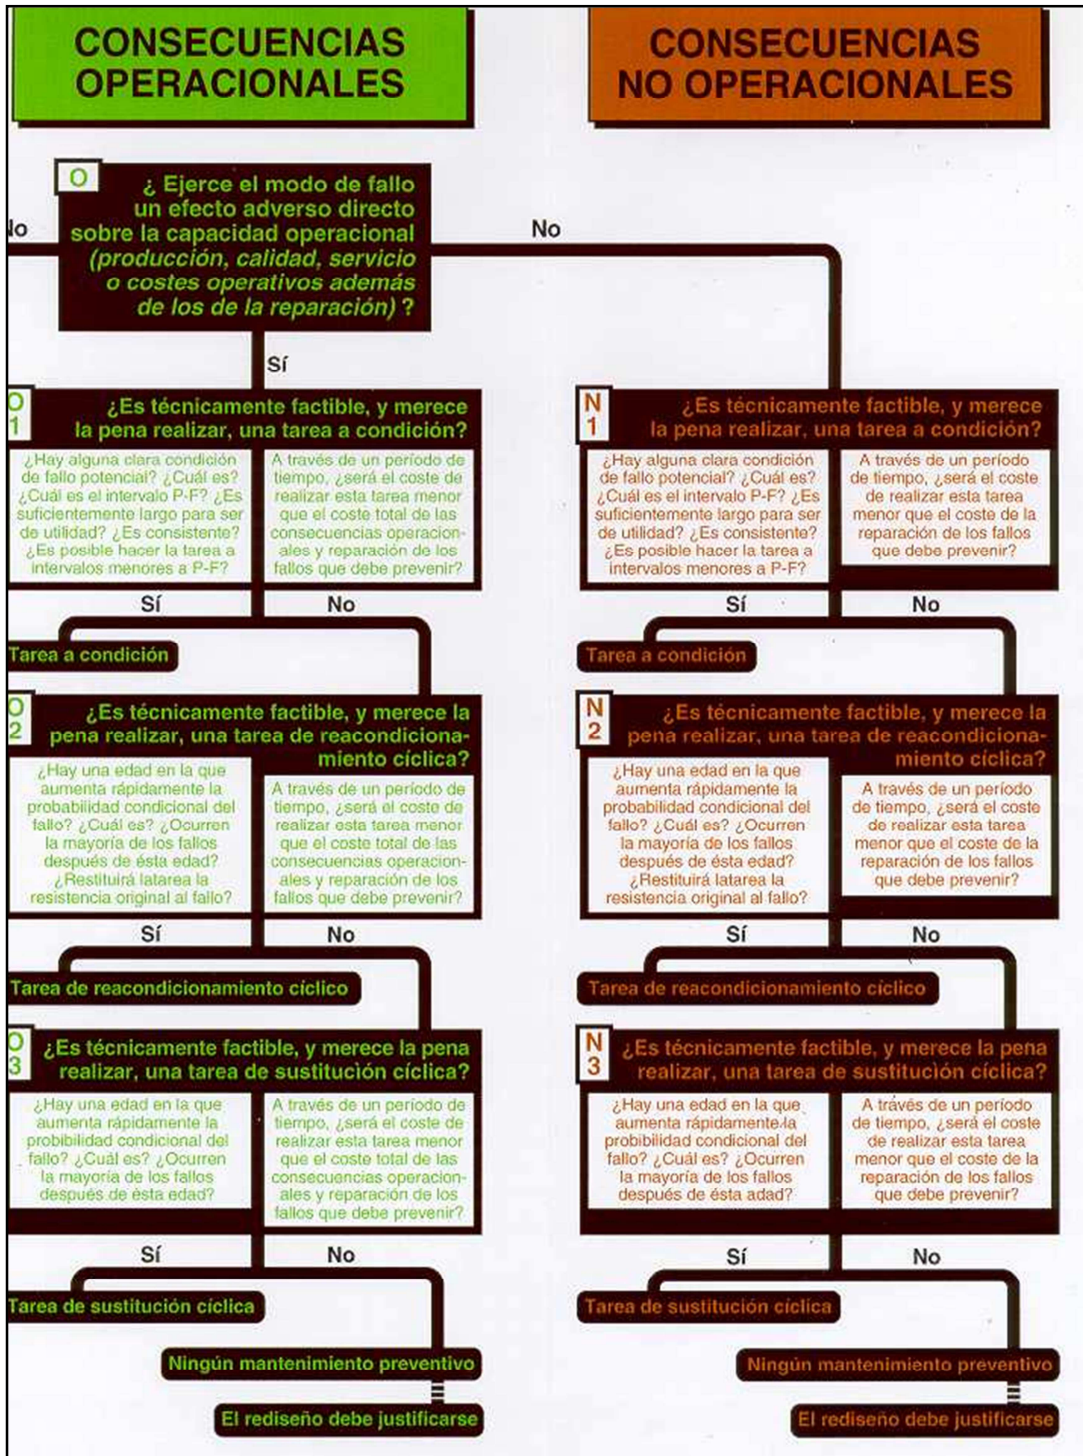 CONSECUENCIAS
OPERACIONALES
O
¿ Ejerce el modo de fallo
un efecto adverso directo
sobre la capacidad operacional
(producción, calidad, servicio
o costes operativos además
de los de la reparación) ?
No
Sí
O
1
¿Es técnicamente factible, y merece
la pena realizar, una tarea a condición?
¿Hay alguna clara condición
de fallo potencial? ¿Cuál es?
¿Cuál es el intervalo P-F? ¿Es
suficientemente largo para ser
de utilidad? ¿Es consistente?
¿Es posible hacer la tarea a
intervalos menores a P-F?
A través de un período de
tiempo, ¿será el coste de
realizar esta tarea menor
que el coste total de las
consecuencias operacion-
ales y reparación de los
fallos que debe prevenir?
Sí
No
Tarea a condición
O
2
¿Es técnicamente factible, y merece la
pena realizar, una tarea de reacondiciona-
miento cíclica?
¿Hay una edad en la que
aumenta rápidamente la
probabilidad condicional del
fallo? ¿Cuál es? ¿Ocurren
la mayoría de los fallos
después de ésta edad?
¿Restituirá latarea la
resistencia original al fallo?
A través de un período de
tiempo, ¿será el coste de
realizar esta tarea menor
que el coste total de las
consecuencias operacion-
ales y reparación de los
fallos que debe prevenir?
Sí
No
Tarea de reacondicionamiento cíclico
O
3
¿Es técnicamente factible, y merece la pena
realizar, una tarea de sustitución cíclica?
¿Hay una edad en la que
aumenta rápidamente la
probibilidad condicional del
fallo? ¿Cuál es? ¿Ocurren
la mayoría de los fallos
después de ésta edad?
A través de un período de
tiempo, ¿será el coste de
realizar esta tarea menor
que el coste total de las
consecuencias operacion-
ales y reparación de los
fallos que debe prevenir?
Sí
No
Tarea de sustitución cíclica
Ningún mantenimiento preventivo
El rediseño debe justificarse
CONSECUENCIAS
NO OPERACIONALES
No
N
1
¿Es técnicamente factible, y merece
la pena realizar, una tarea a condición?
¿Hay alguna clara condición
de fallo potencial? ¿Cuál es?
¿Cuál es el intervalo P-F? ¿Es
suficientemente largo para ser
de utilidad? ¿Es consistente?
¿Es posible hacer la tarea a
intervalos menores a P-F?
A través de un período
de tiempo, ¿será el coste
de realizar esta tarea
menor que el coste de la
reparación de los fallos
que debe prevenir?
Sí
No
Tarea a condición
N
2
¿Es técnicamente factible, y merece la
pena realizar, una tarea de reacondiciona-
miento cíclica?
¿Hay una edad en la que
aumenta rápidamente la
probabilidad condicional del
fallo? ¿Cuál es? ¿Ocurren
la mayoría de los fallos
después de ésta edad?
¿Restituirá latarea la
resistencia original al fallo?
A través de un período
de tiempo, ¿será el coste
de realizar esta tarea
menor que el coste de la
reparación de los fallos
que debe prevenir?
Sí
No
Tarea de reacondicionamiento cíclico
N
3
¿Es técnicamente factible, y merece la pena
realizar, una tarea de sustitución cíclica?
¿Hay una edad en la que
aumenta rápidamente la
probibilidad condicional del
fallo? ¿Cuál es? ¿Ocurren
la mayoría de los fallos
después de ésta adad?
A través de un período
de tiempo, ¿será el coste
de realizar esta tarea
menor que el coste de la
reparación de los fallos
que debe prevenir?
Sí
No
Tarea de sustitución cíclica
Ningún mantenimiento preventivo
El rediseño debe justificarse